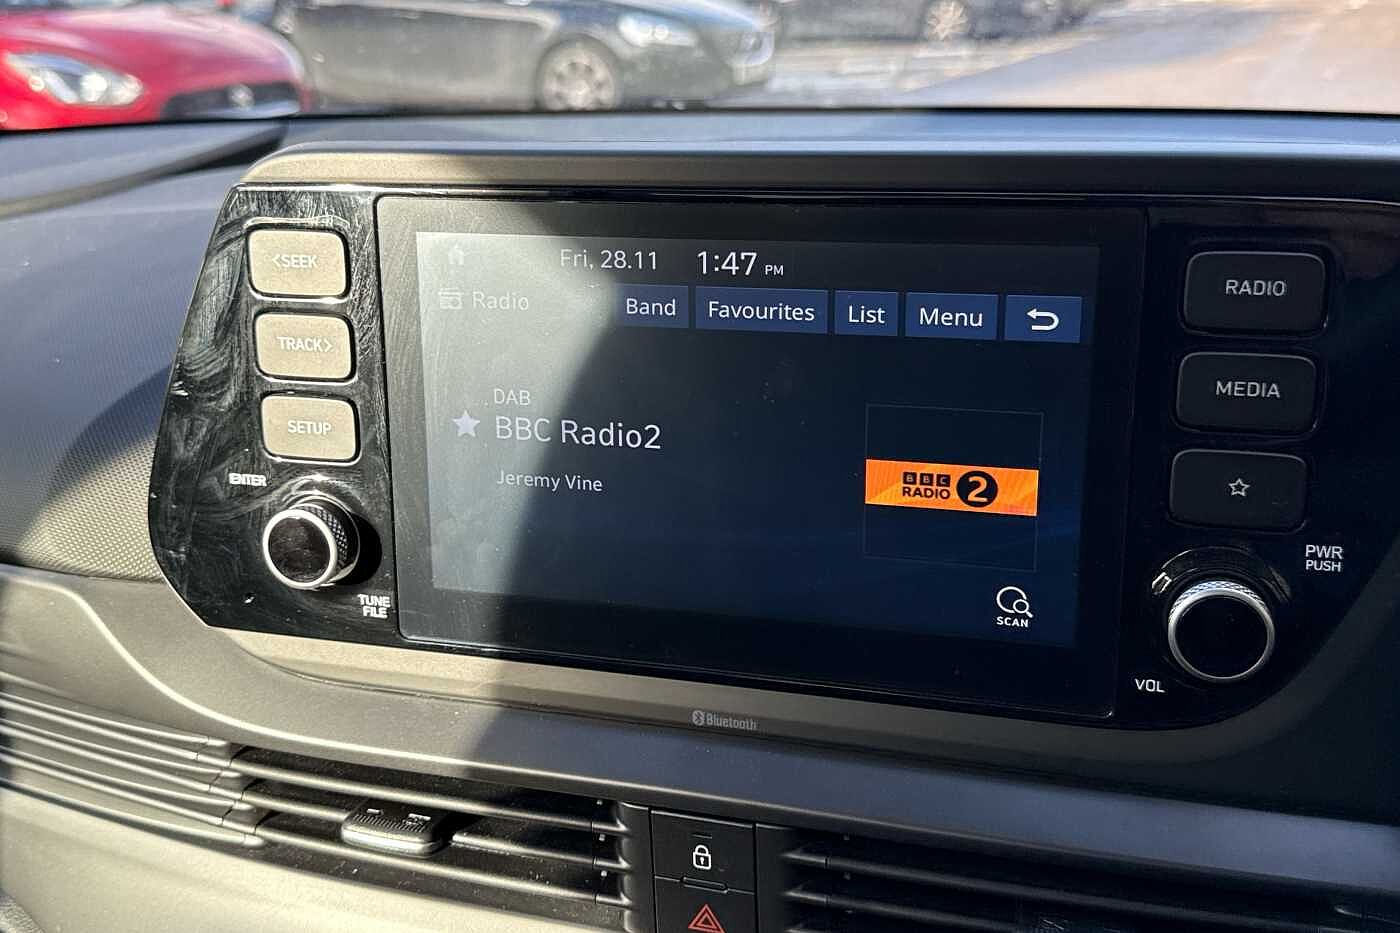 <SEEK
TRACK>
SETUP
ENTER
TUNE
FILE
Fri, 28.11 1:47 PM
Radio
Band Favourites List Menu
DAB
BBC Radio2
Jeremy Vine
BBC
RADIO 2
SCAN
RADIO
MEDIA
PWR
PUSH
VOL
Bluetooth